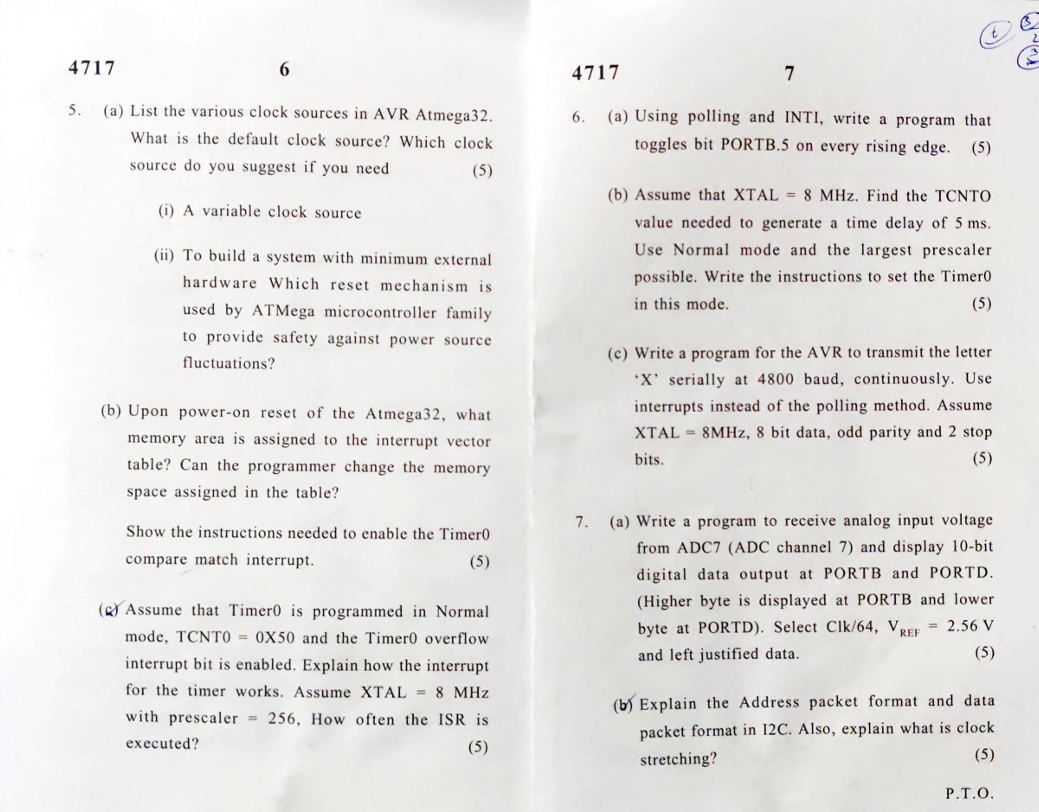 4717 6
5. (a) List the various clock sources in AVR Atmega32.
What is the default clock source? Which clock
source do you suggest if you need (5)
(i) A variable clock source
(ii) To build a system with minimum external
hardware Which reset mechanism is
used by ATMega microcontroller family
to provide safety against power source
fluctuations?
(b) Upon power-on reset of the Atmega32, what
memory area is assigned to the interrupt vector
table? Can the programmer change the memory
space assigned in the table?
Show the instructions needed to enable the Timer0
compare match interrupt. (5)
(c) Assume that Timer0 is programmed in Normal
mode, TCNT0 = 0X50 and the Timer0 overflow
interrupt bit is enabled. Explain how the interrupt
for the timer works. Assume XTAL = 8 MHz
with prescaler = 256, How often the ISR is
executed? (5)
4717 7
6. (a) Using polling and INTI, write a program that
toggles bit PORTB.5 on every rising edge. (5)
(b) Assume that XTAL = 8 MHz. Find the TCNTO
value needed to generate a time delay of 5 ms.
Use Normal mode and the largest prescaler
possible. Write the instructions to set the Timer0
in this mode. (5)
(c) Write a program for the AVR to transmit the letter
‘X’ serially at 4800 baud, continuously. Use
interrupts instead of the polling method. Assume
XTAL = 8MHz, 8 bit data, odd parity and 2 stop
bits. (5)
7. (a) Write a program to receive analog input voltage
from ADC7 (ADC channel 7) and display 10-bit
digital data output at PORTB and PORTD.
(Higher byte is displayed at PORTB and lower
byte at PORTD). Select Clk/64, VREF = 2.56 V
and left justified data. (5)
(b) Explain the Address packet format and data
packet format in I2C. Also, explain what is clock
stretching? (5)
P.T.O.